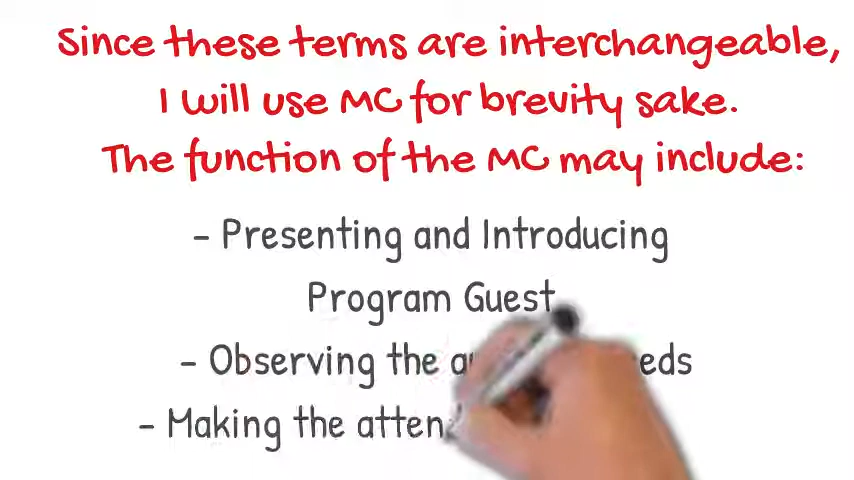 Since these terms are interchangeable,
I will use MC for brevity sake.
The function of the MC may include:
- Presenting and Introducing
Program Guest
- Observing the
- Making the